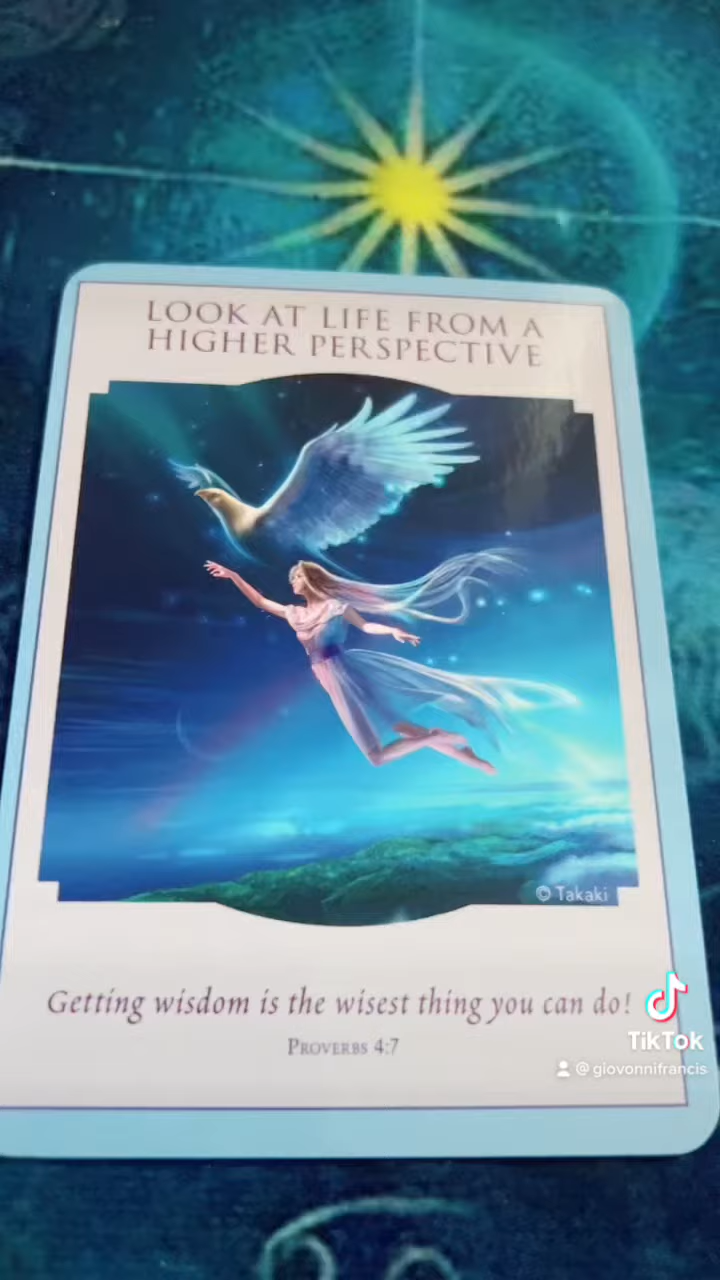 LOOK AT LIFE FROM A
HIGHER PERSPECTIVE
© Takaki
Getting wisdom is the wisest thing you can do!
PROVERBS 4:7
TikTok
@giovonnifrancis